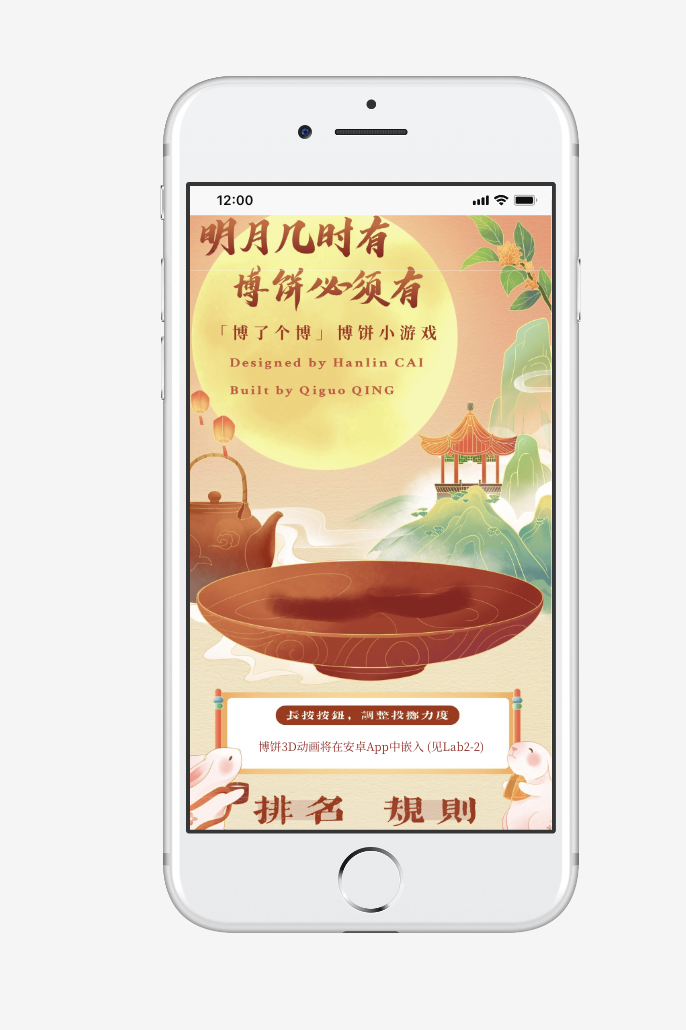 12:00
明月几时有
博饼必须有
「博了个博」博饼小游戏
Designed by Hanlin CAI
Built by Qiguo QING
長按按鈕，調整投擲力度
博饼3D动画将在安卓App中嵌入 (见Lab2-2)
排名 規則